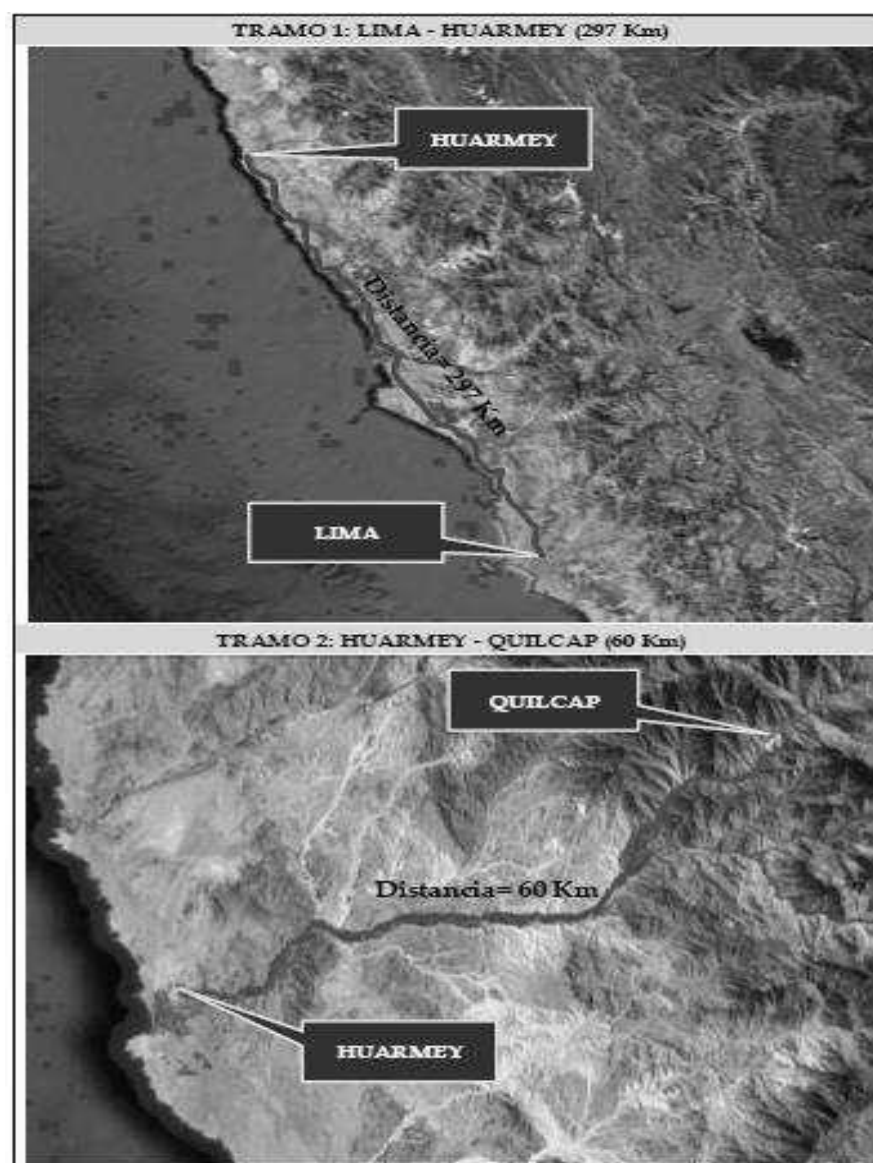 TRAMO 1: LIMA - HUARMEY (297 Km)
HUARMEY
Distancia= 297 Km
LIMA
TRAMO 2: HUARMEY - QUILCAP (60 Km)
QUILCAP
Distancia= 60 Km
HUARMEY